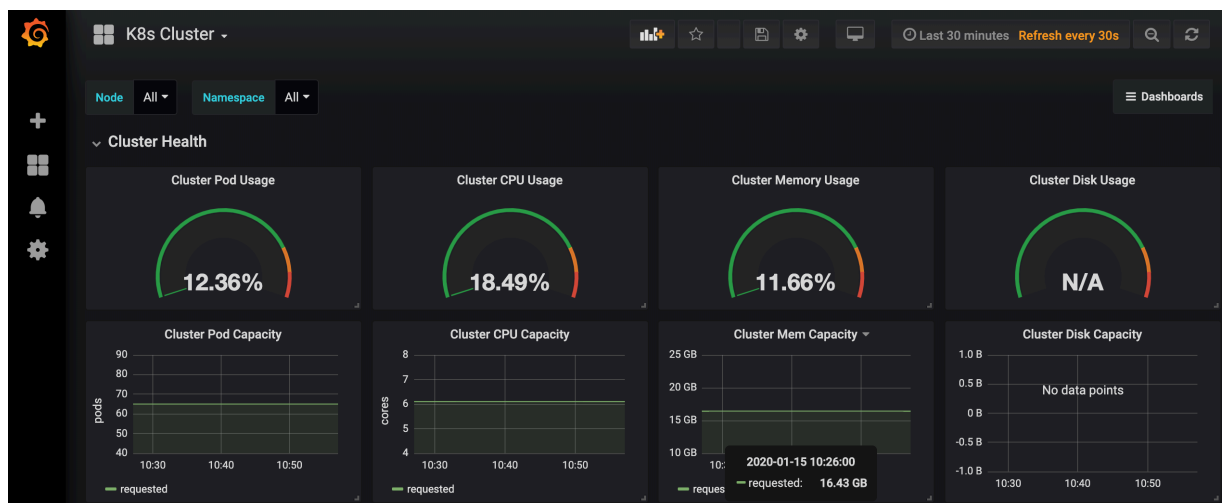 K8s Cluster
Last 30 minutes Refresh every 30s
Node All Namespace All
Dashboards
Cluster Health
Cluster Pod Usage
12.36%
Cluster CPU Usage
18.49%
Cluster Memory Usage
11.66%
Cluster Disk Usage
N/A
Cluster Pod Capacity
90
80
70
60
50
40
pods
10:30 10:40 10:50
requested
Cluster CPU Capacity
8
7
6
5
4
cores
10:30 10:40 10:50
requested
Cluster Mem Capacity
25 GB
20 GB
15 GB
10 GB
10:
reques
2020-01-15 10:26:00
requested: 16.43 GB
Cluster Disk Capacity
1.0 B
0.5 B
0 B
-0.5 B
-1.0 B
No data points
10:30 10:40 10:50